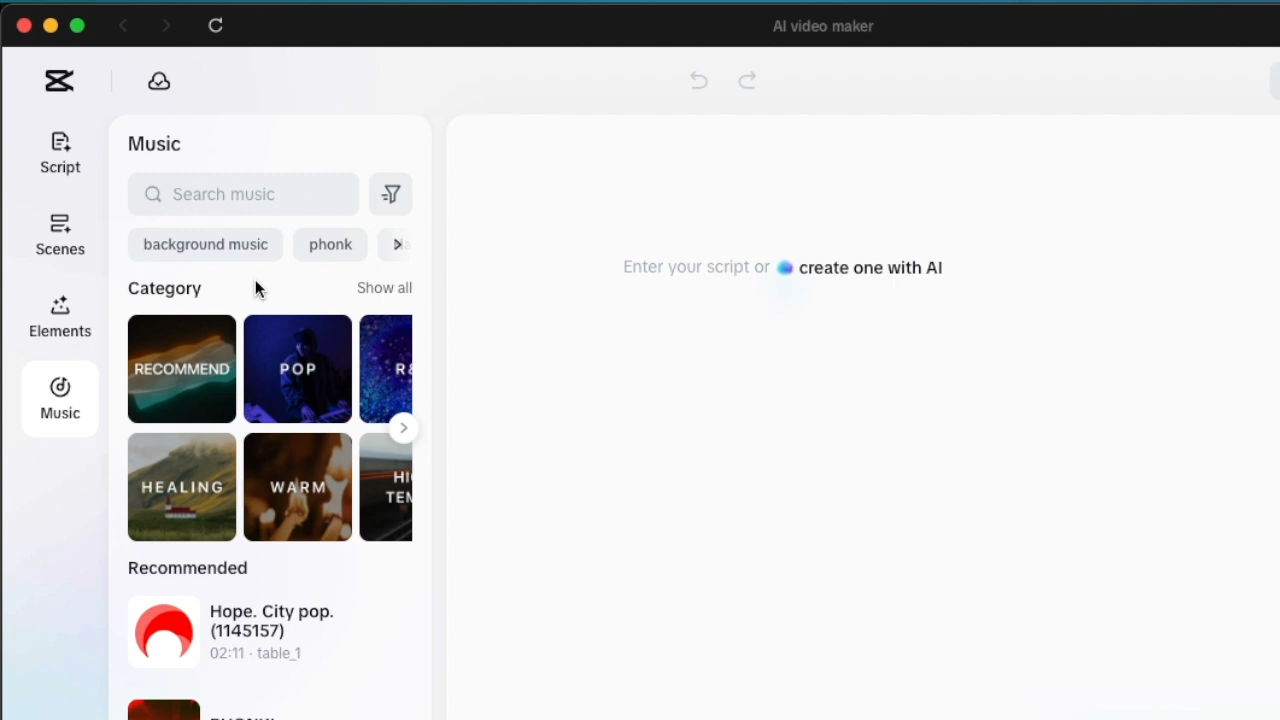 AI video maker
Script
Scenes
Elements
Music
Music
Search music
background music
phonk
Category
Show all
RECOMMEND
POP
HEALING
WARM
Recommended
Hope. City pop.
(1145157)
02:11 · table_1
Enter your script or create one with AI